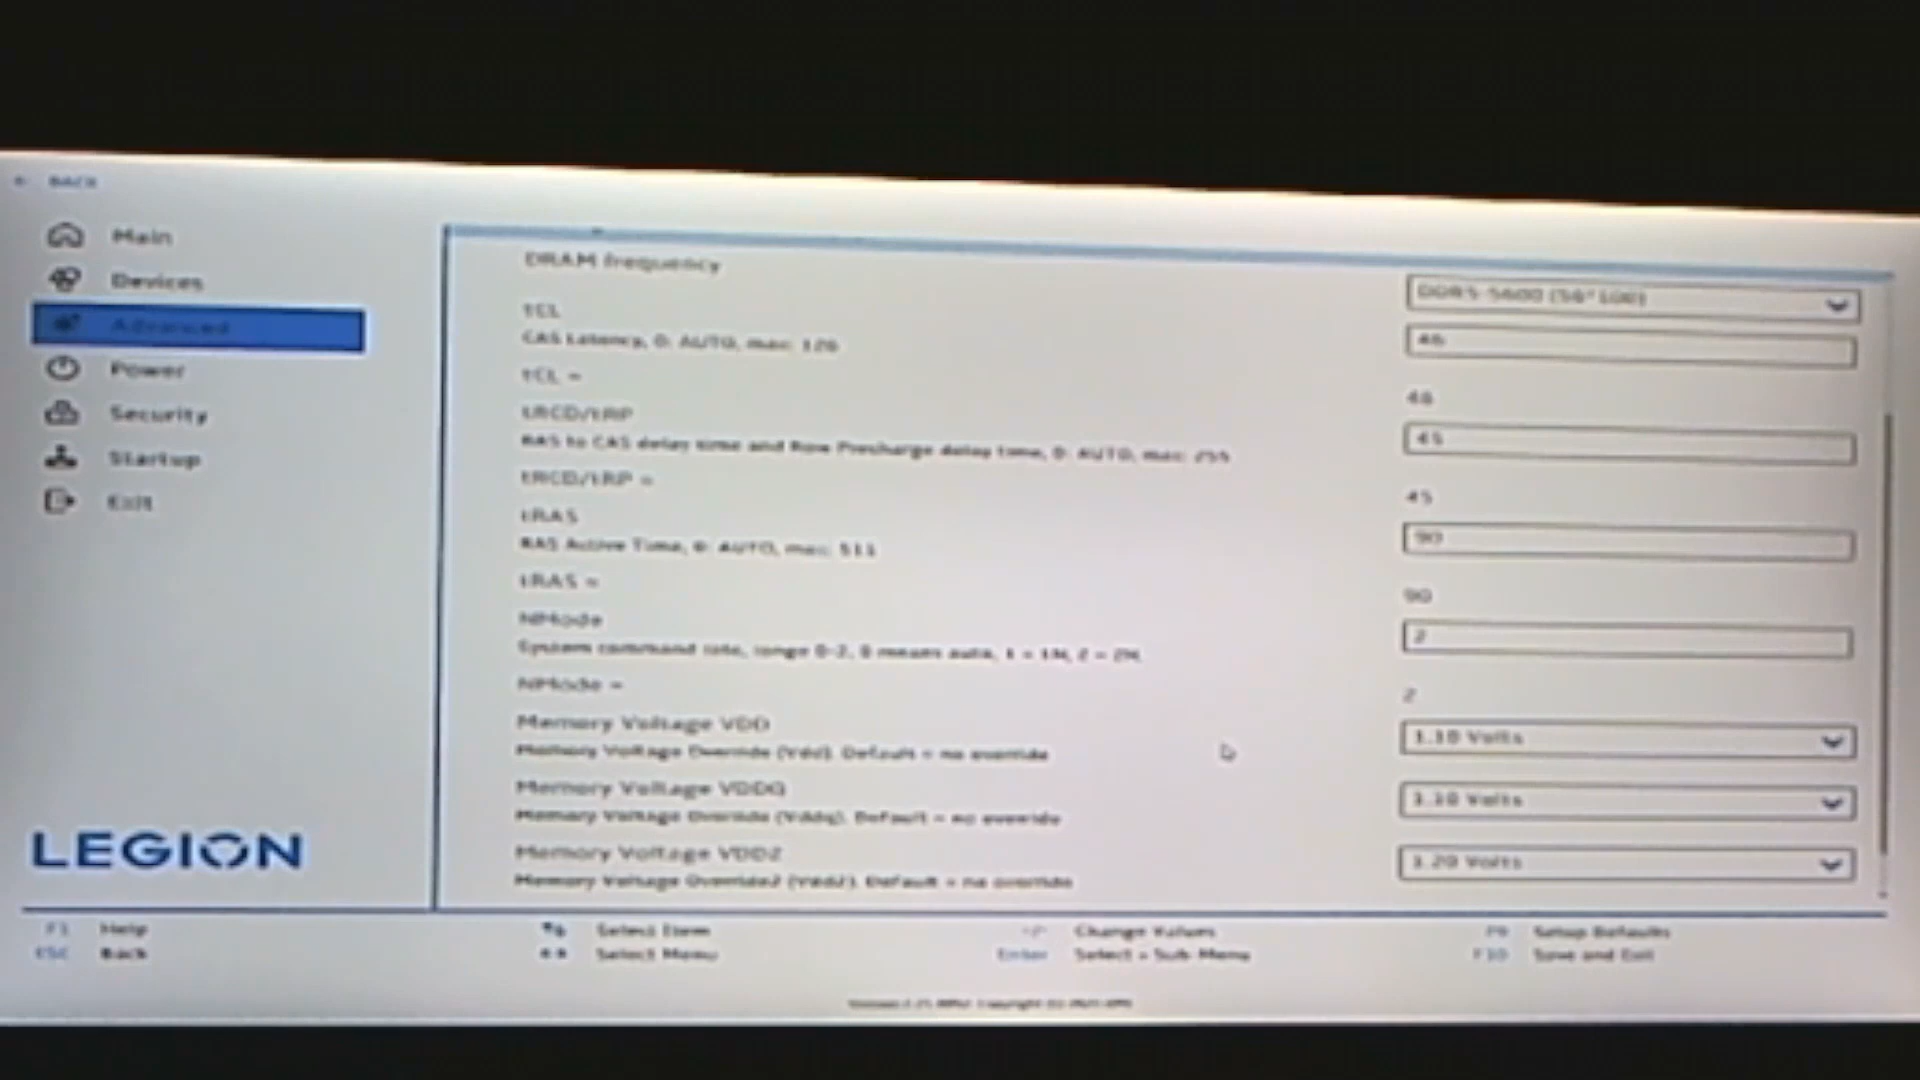 ← BACK
Main
Devices
Advanced
Power
Security
Startup
Exit
LEGION
DRAM frequency
DDR5-5600 (56*100)
tCL
CAS Latency, 0: AUTO, max: 126
46
tCL =
46
tRCD/tRP
RAS to CAS delay time and Row Precharge delay time, 0: AUTO, max: 255
45
tRCD/tRP =
45
tRAS
RAS Active Time, 0: AUTO, max: 511
90
tRAS =
90
NMode
System command rate, range 0-2, 0 means auto, 1 = 1N, 2 = 2N
2
NMode =
2
Memory Voltage VDD
Memory Voltage Override (Vdd). Default = no override
1.10 Volts
Memory Voltage VDDQ
Memory Voltage Override (Vddq). Default = no override
1.10 Volts
Memory Voltage VDD2
Memory Voltage Override2 (Vdd2). Default = no override
1.20 Volts
F1 Help
Select Item
Change Values
F9 Setup Defaults
ESC Back
Select Menu
Enter Select > Sub-Menu
F10 Save and Exit